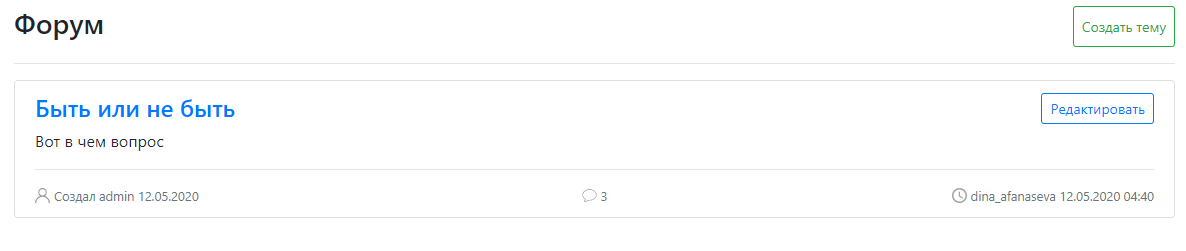 Форум
Создать тему
Быть или не быть
Редактировать
Вот в чем вопрос
Создал admin 12.05.2020
3
dina_afanaseva 12.05.2020 04:40